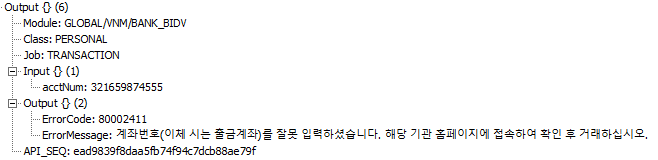 Output {} (6)
Module: GLOBAL/VNM/BANK_BIDV
Class: PERSONAL
Job: TRANSACTION
Input {} (1)
acctNum: 321659874555
Output {} (2)
ErrorCode: 80002411
ErrorMessage: 계좌번호(이체 시는 출금계좌)를 잘못 입력하셨습니다. 해당 기관 홈페이지에 접속하여 확인 후 거래하십시오.
API_SEQ: ead9839f8daa5fb74f94c7dcb88ae79f